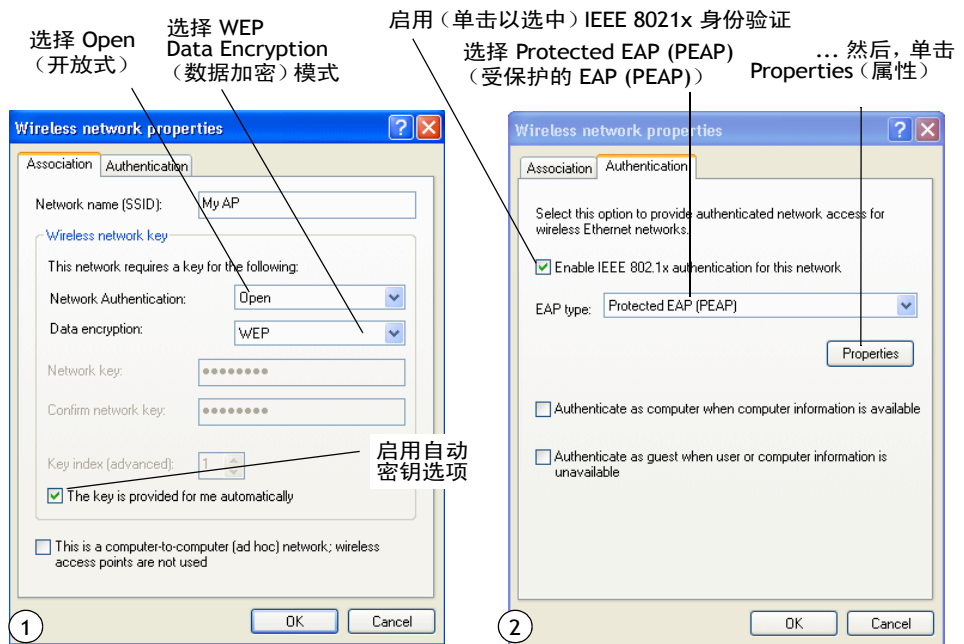 启用（单击以选中）IEEE 8021x 身份验证
选择 Open
（开放式）
选择 WEP
Data Encryption
（数据加密）模式
选择 Protected EAP (PEAP)
（受保护的 EAP (PEAP)）
... 然后，单击
Properties（属性）
Wireless network properties
Association
Authentication
Network name (SSID):
My AP
Wireless network key
This network requires a key for the following:
Network Authentication:
Open
Data encryption:
WEP
Network key:
Confirm network key:
启用自动
密钥选项
Key index (advanced):
1
The key is provided for me automatically
This is a computer-to-computer (ad hoc) network; wireless
access points are not used
OK
Cancel
1
Wireless network properties
Association
Authentication
Select this option to provide authenticated network access for
wireless Ethernet networks.
Enable IEEE 802.1x authentication for this network
EAP type:
Protected EAP (PEAP)
Properties
Authenticate as computer when computer information is available
Authenticate as guest when user or computer information is
unavailable
OK
Cancel
2